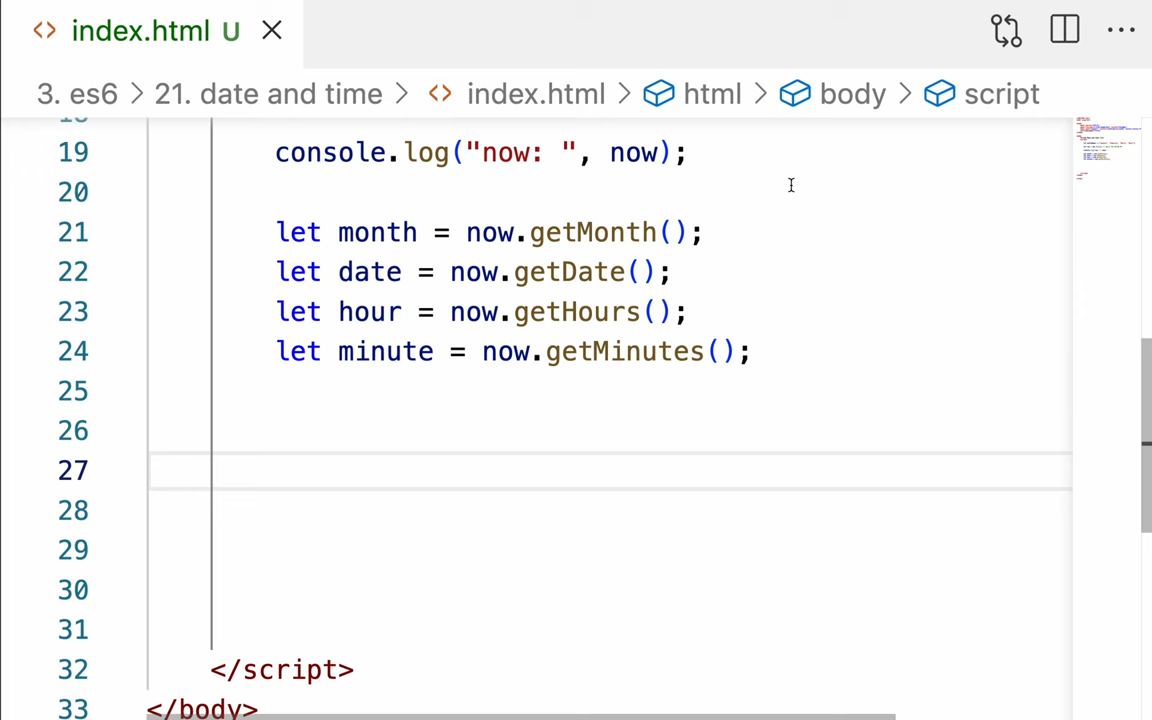 index.html U
3. es6 > 21. date and time > <> index.html > html > body > script
19 console.log("now: ", now);
20
21 let month = now.getMonth();
22 let date = now.getDate();
23 let hour = now.getHours();
24 let minute = now.getMinutes();
25
26
27
28
29
30
31
32 </script>
33 </body>